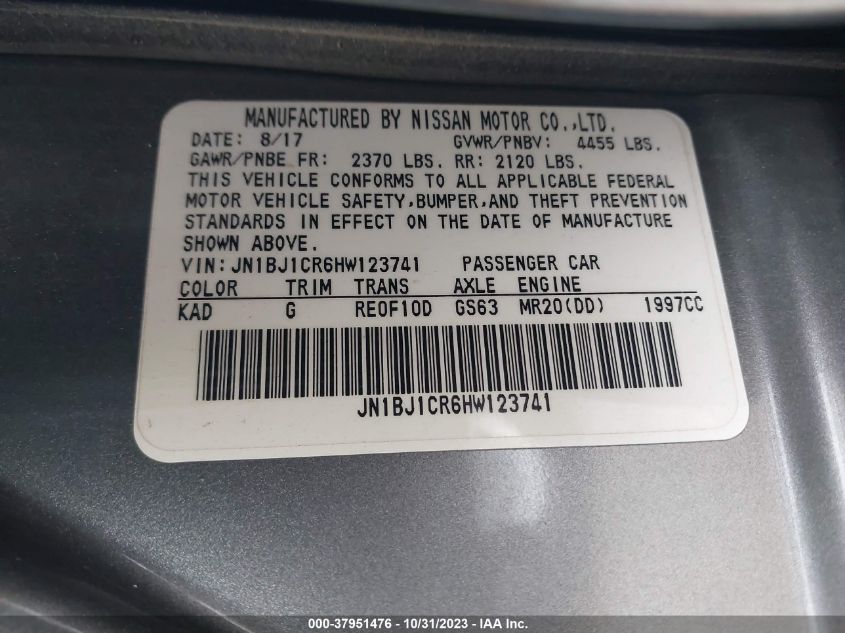 MANUFACTURED BY NISSAN MOTOR CO.,LTD.
DATE: 8/17 GVWR/PNBV: 4455 LBS.
GAWR/PNBE FR: 2370 LBS. RR: 2120 LBS.
THIS VEHICLE CONFORMS TO ALL APPLICABLE FEDERAL
MOTOR VEHICLE SAFETY,BUMPER,AND THEFT PREVENTION
STANDARDS IN EFFECT ON THE DATE OF MANUFACTURE
SHOWN ABOVE.
VIN:JN1BJ1CR6HW123741 PASSENGER CAR
COLOR TRIM TRANS AXLE ENGINE
KAD G RE0F10D GS63 MR20(DD) 1997CC
JN1BJ1CR6HW123741
000-37951476 - 10/31/2023 - IAA Inc.